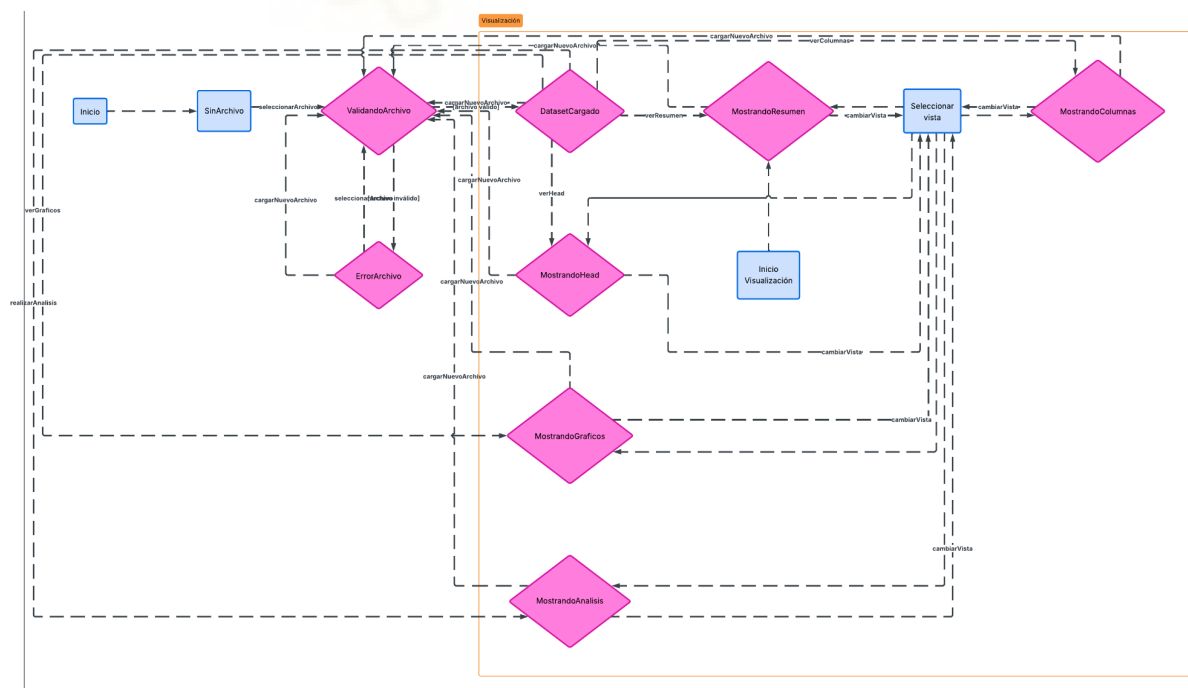 Visualización
cargarNuevoArchivo
verColumnas
cargarNuevoArchivo
Inicio
SinArchivo
seleccionarArchivo
ValidandoArchivo
cargarNuevoArchivo
[archivo válido]
DatasetCargado
verResumen
MostrandoResumen
cambiarVista
Seleccionar
vista
cambiarVista
MostrandoColumnas
cargarNuevoArchivo
verHead
cargarNuevoArchivo
[archivo inválido]
verGraficos
ErrorArchivo
MostrandoHead
Inicio
Visualización
cargarNuevoArchivo
realizarAnalisis
cambiarVista
cargarNuevoArchivo
cambiarVista
MostrandoGraficos
cambiarVista
MostrandoAnalisis